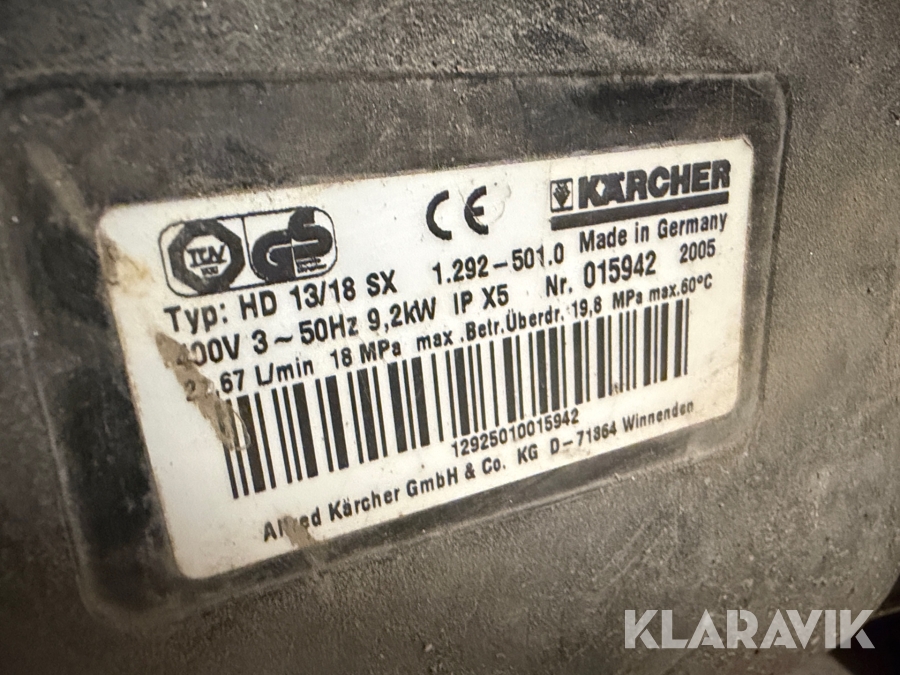 KÄRCHER
TÜV
Made in Germany
Typ: HD 13/18 SX 1.292-501.0 Nr. 015942 2005
400V 3~50Hz 9,2kW IP X5
L/min 18 MPa max.Betr.Überdr. 19,8 MPa max.60°C
12925010015942
Alfred Kärcher GmbH & Co. KG D-71364 Winnenden
KLARAVIK